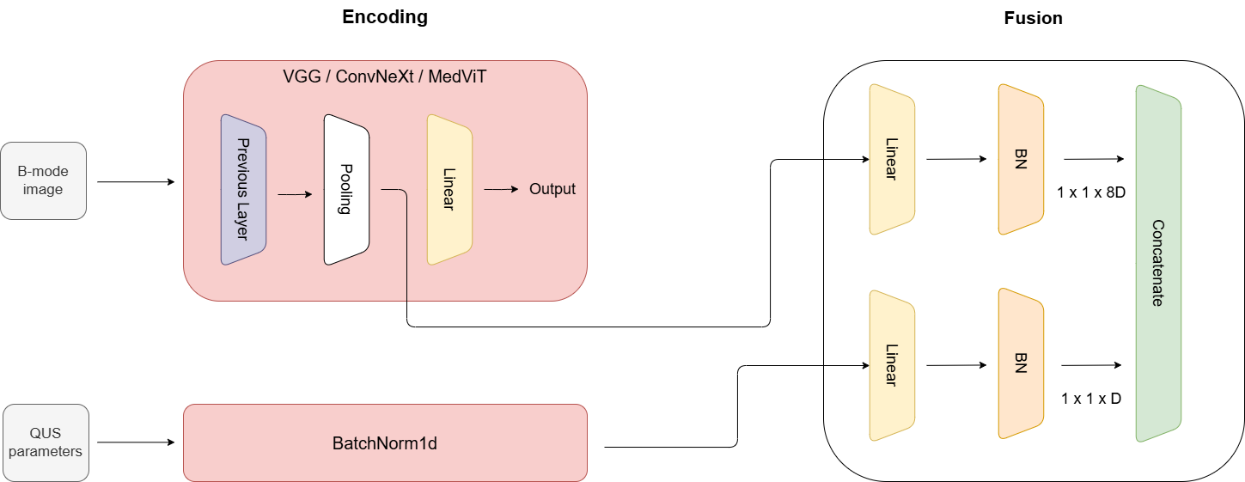 Encoding
Fusion
VGG / ConvNeXt / MedViT
B-mode
image
Previous Layer
Pooling
Linear
Output
Linear
BN
1 x 1 x 8D
Concatenate
Linear
BN
1 x 1 x D
QUS
parameters
BatchNorm1d